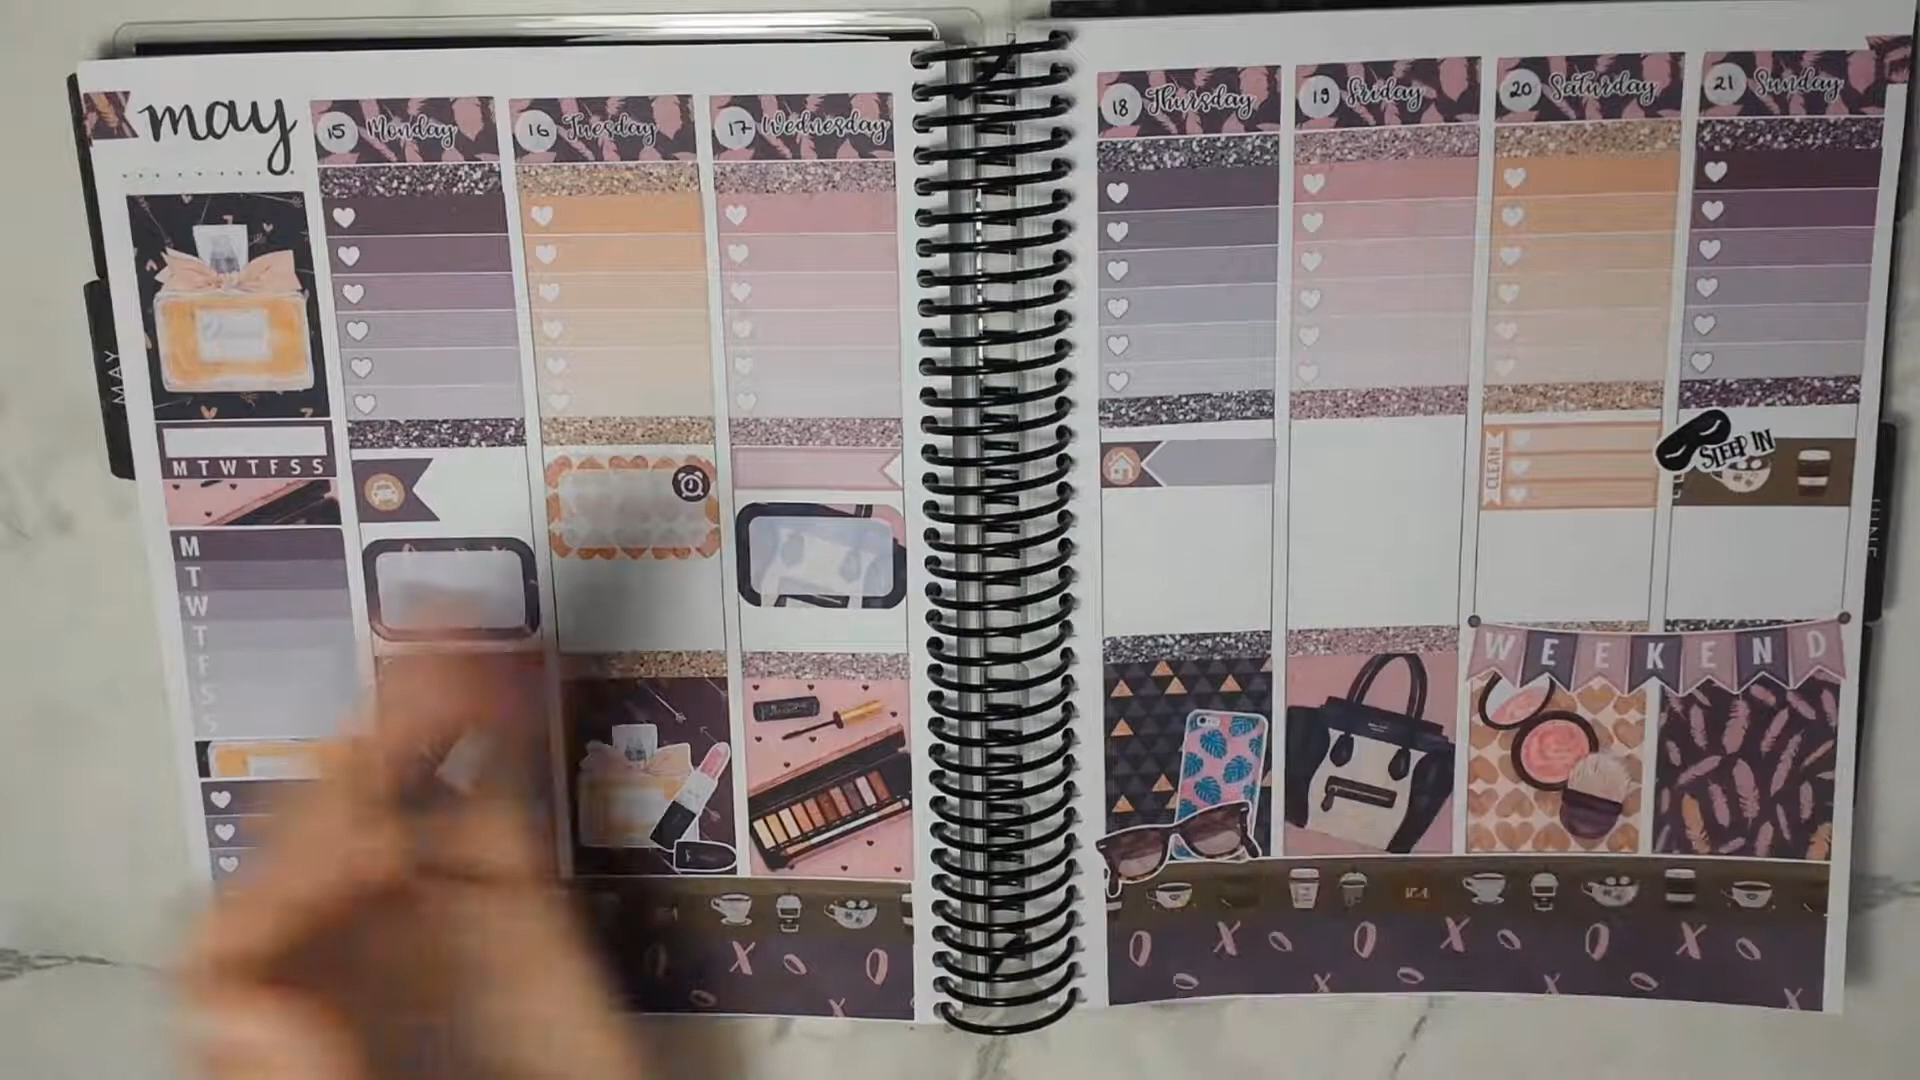 may
15 Monday
16 Tuesday
17 Wednesday
18 Thursday
19 Friday
20 Saturday
21 Sunday
MAY
M T W T F S S
M
T
W
T
F
S
S
CLEAN
SLEEP IN
JUNE
WEEKEND
X O
O X O X O X